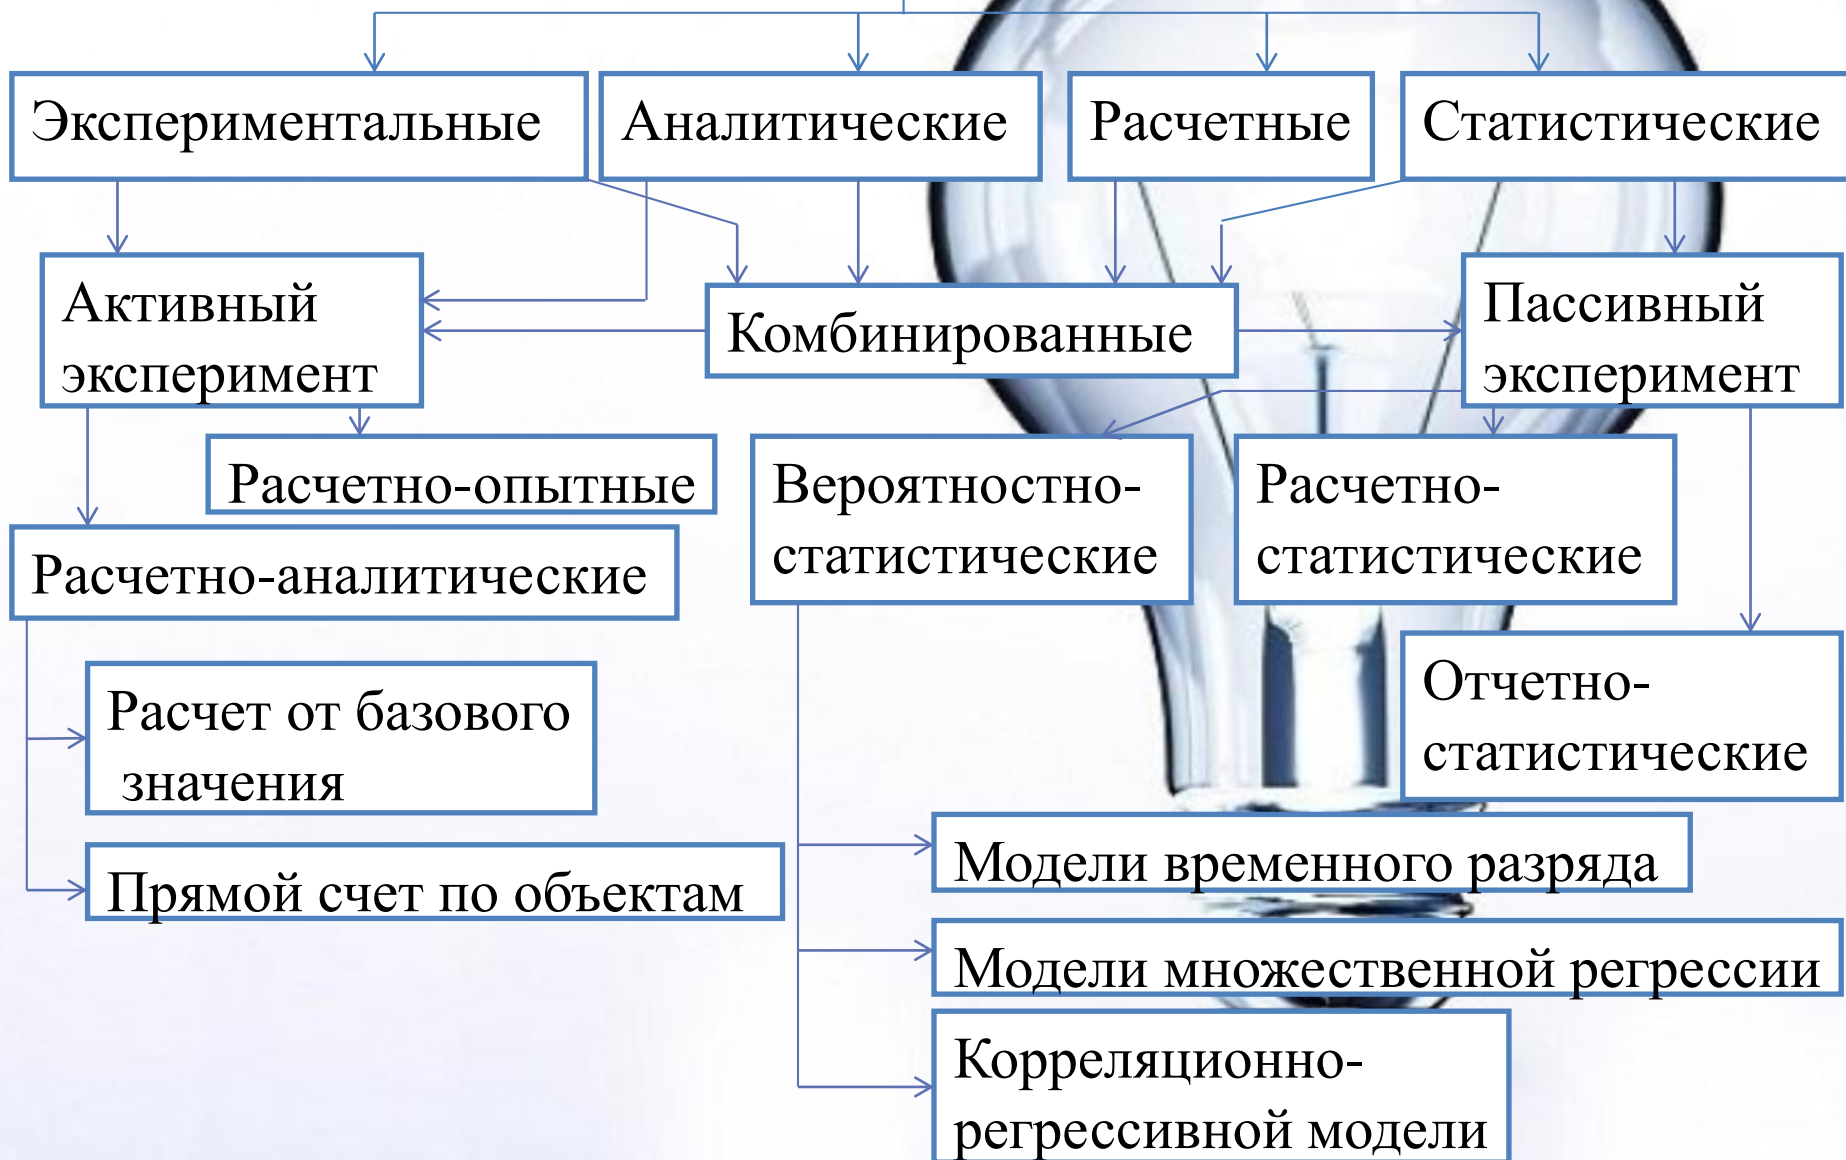 Экспериментальные
Аналитические
Расчетные
Статистические
Активный
эксперимент
Комбинированные
Пассивный
эксперимент
Расчетно-опытные
Вероятностно-
статистические
Расчетно-
статистические
Расчетно-аналитические
Отчетно-
статистические
Расчет от базового
значения
Прямой счет по объектам
Модели временного разряда
Модели множественной регрессии
Корреляционно-
регрессивной модели